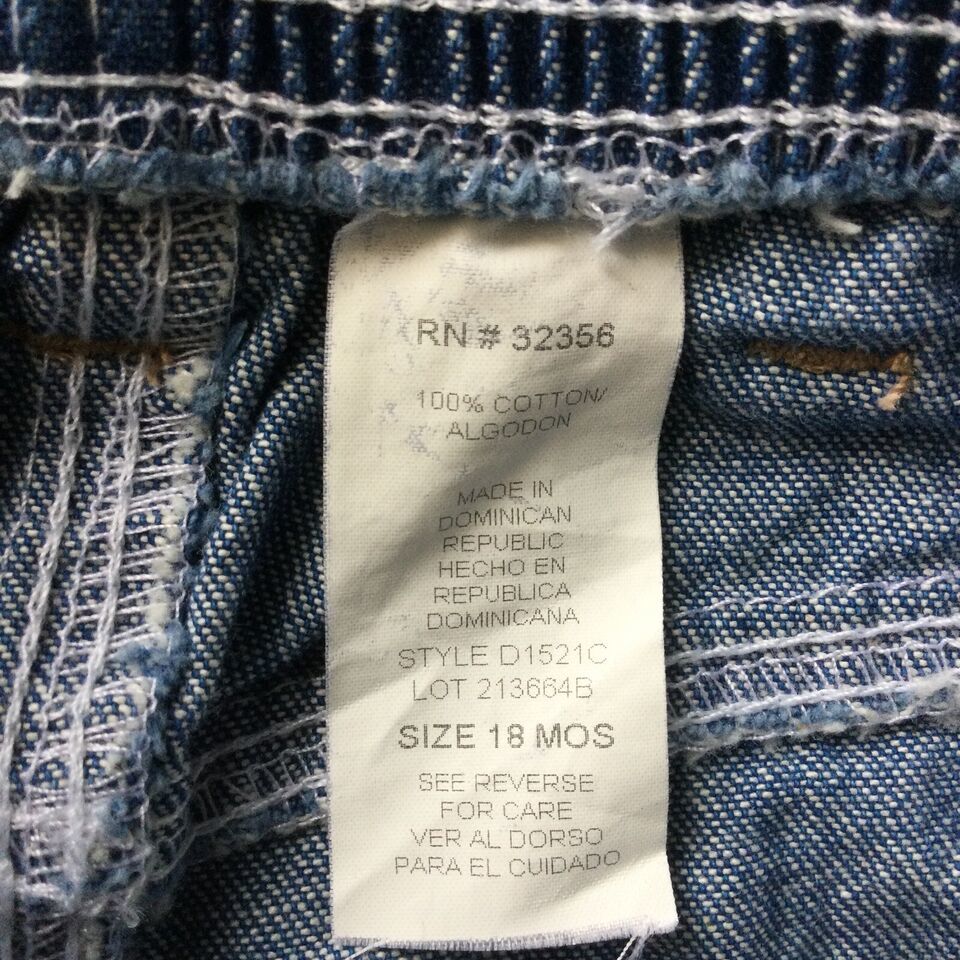 RN # 32356
100% COTTON/
ALGODON
MADE IN
DOMINICAN
REPUBLIC
HECHO EN
REPUBLICA
DOMINICANA
STYLE D1521C
LOT 213664B
SIZE 18 MOS
SEE REVERSE
FOR CARE
VER AL DORSO
PARA EL CUIDADO